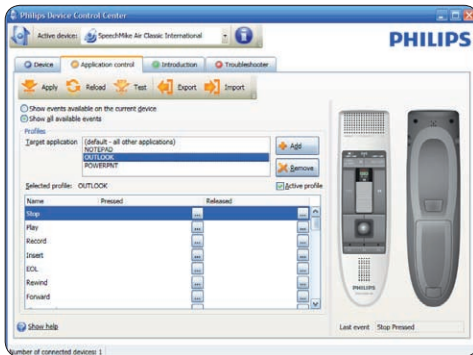 Philips Device Control Center
Active device: SpeechMike Air Classic International
PHILIPS
Device Application control Introduction Troubleshooter
Apply Reload Test Export Import
Show events available on the current device
Show all available events
Profiles
Target application (default - all other applications)
NOTEPAD
OUTLOOK
POWERPNT
Add
Remove
Selected profile: OUTLOOK Active profile
Name Pressed Released
Stop ... ...
Play ... ...
Record ... ...
Insert ... ...
EOL ... ...
Rewind ... ...
Forward ... ...
PHILIPS
Show help
Last event Stop Pressed
Number of connected devices: 1